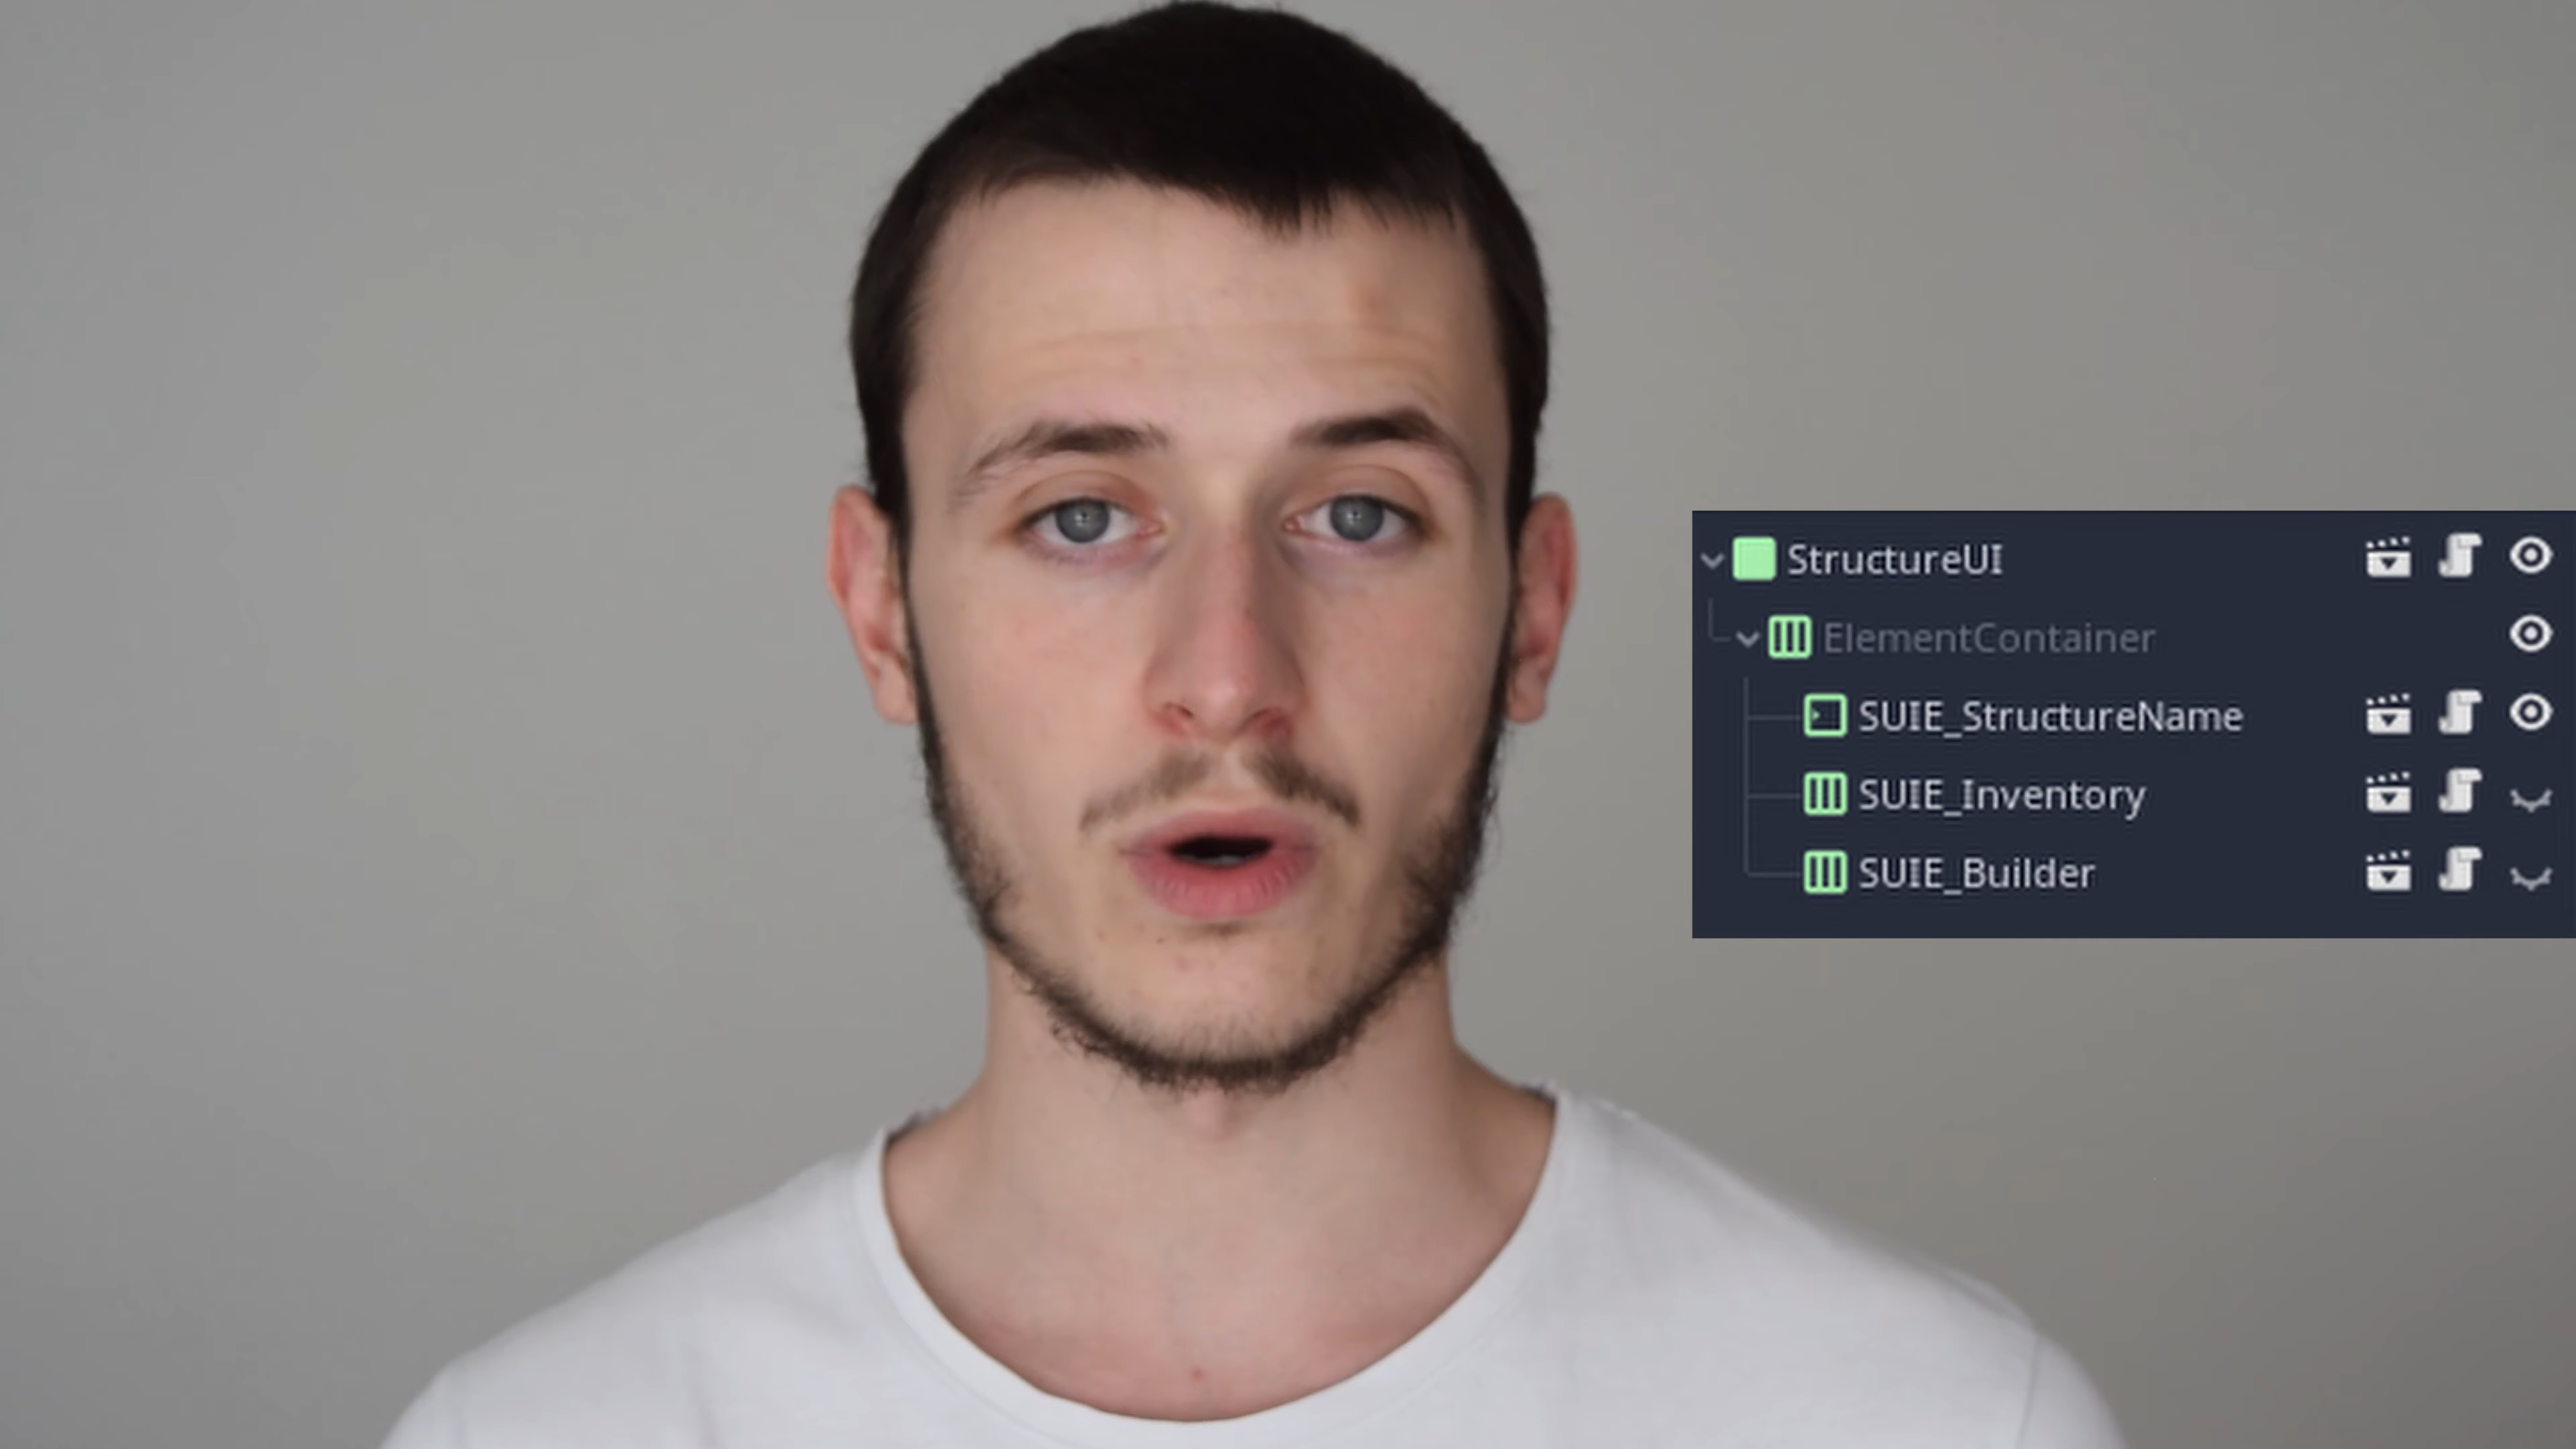 StructureUI
ElementContainer
SUIE_StructureName
SUIE_Inventory
SUIE_Builder